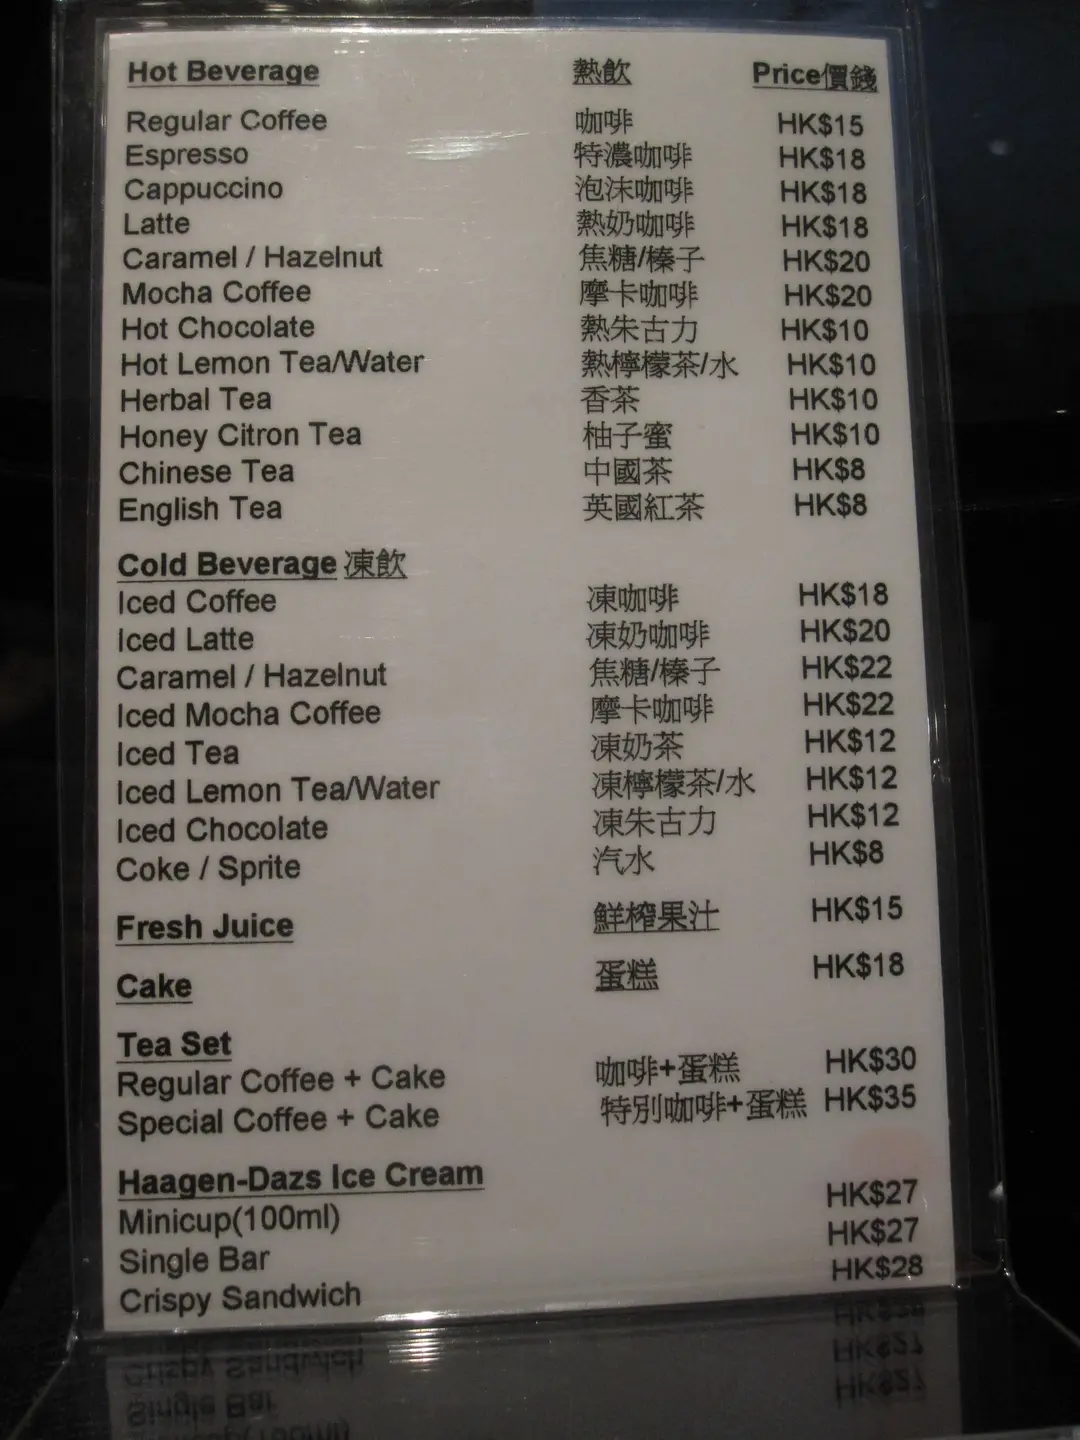 Hot Beverage 熱飲 Price價錢
Regular Coffee 咖啡 HK$15
Espresso 特濃咖啡 HK$18
Cappuccino 泡沫咖啡 HK$18
Latte 熱奶咖啡 HK$18
Caramel / Hazelnut 焦糖/榛子 HK$20
Mocha Coffee 摩卡咖啡 HK$20
Hot Chocolate 熱朱古力 HK$10
Hot Lemon Tea/Water 熱檸檬茶/水 HK$10
Herbal Tea 香茶 HK$10
Honey Citron Tea 柚子蜜 HK$10
Chinese Tea 中國茶 HK$8
English Tea 英國紅茶 HK$8
Cold Beverage 凍飲
Iced Coffee 凍咖啡 HK$18
Iced Latte 凍奶咖啡 HK$20
Caramel / Hazelnut 焦糖/榛子 HK$22
Iced Mocha Coffee 摩卡咖啡 HK$22
Iced Tea 凍奶茶 HK$12
Iced Lemon Tea/Water 凍檸檬茶/水 HK$12
Iced Chocolate 凍朱古力 HK$12
Coke / Sprite 汽水 HK$8
Fresh Juice 鮮榨果汁 HK$15
Cake 蛋糕 HK$18
Tea Set
Regular Coffee + Cake 咖啡+蛋糕 HK$30
Special Coffee + Cake 特別咖啡+蛋糕 HK$35
Haagen-Dazs Ice Cream
Minicup(100ml) HK$27
Single Bar HK$27
Crispy Sandwich HK$28